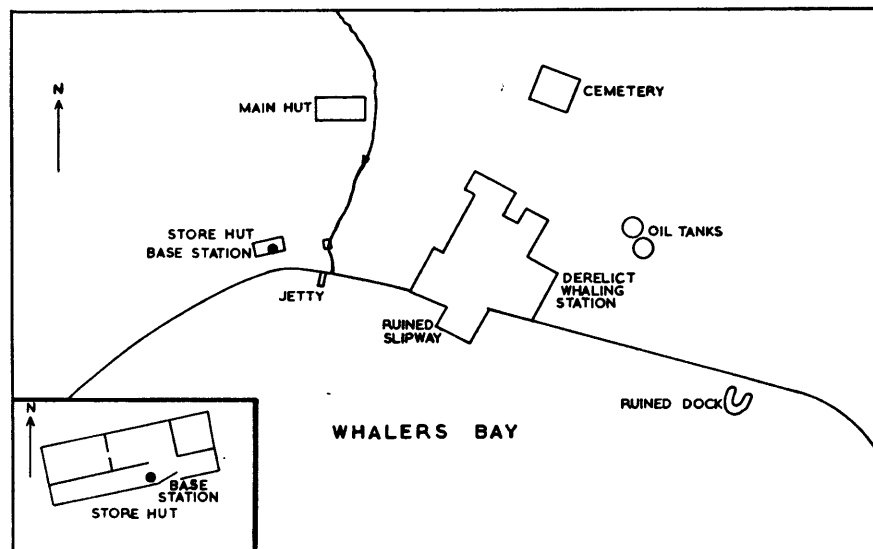 N
MAIN HUT
CEMETERY
STORE HUT
BASE STATION
OIL TANKS
JETTY
DERELICT
WHALING
STATION
RUINED
SLIPWAY
RUINED DOCK
WHALERS BAY
N
BASE
STATION
STORE HUT